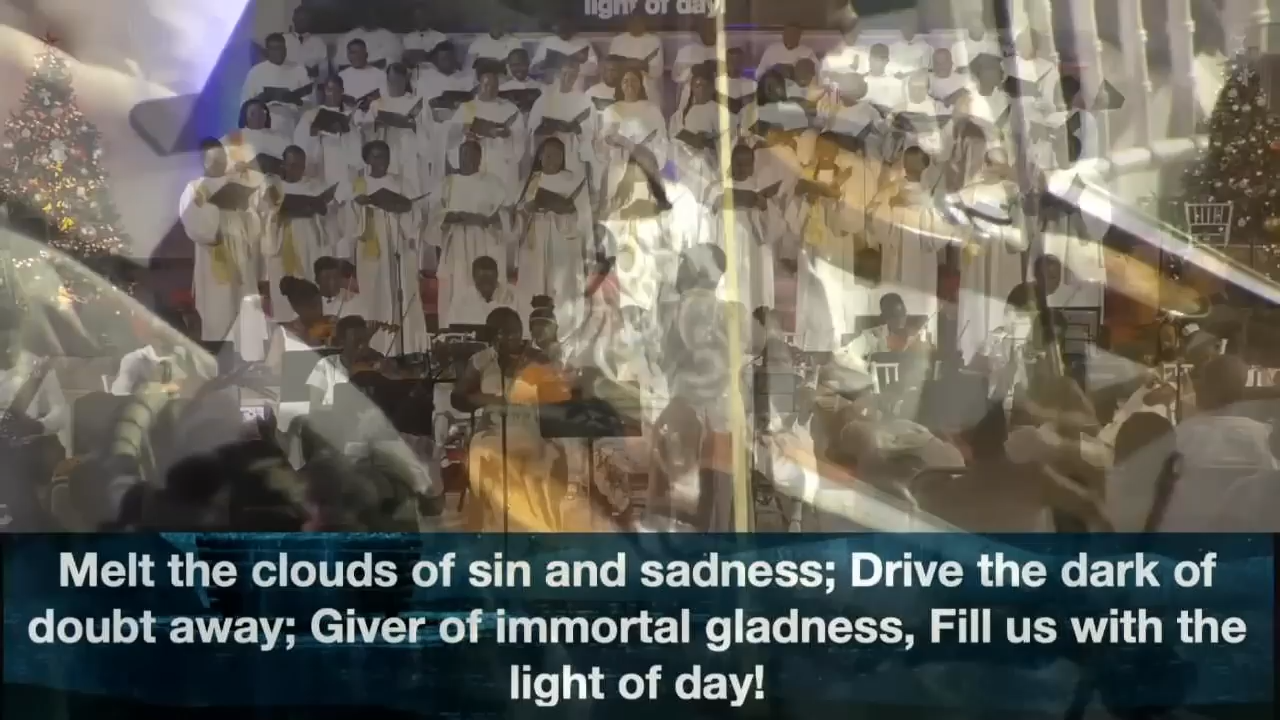 light of day!
Melt the clouds of sin and sadness; Drive the dark of
doubt away; Giver of immortal gladness, Fill us with the
light of day!